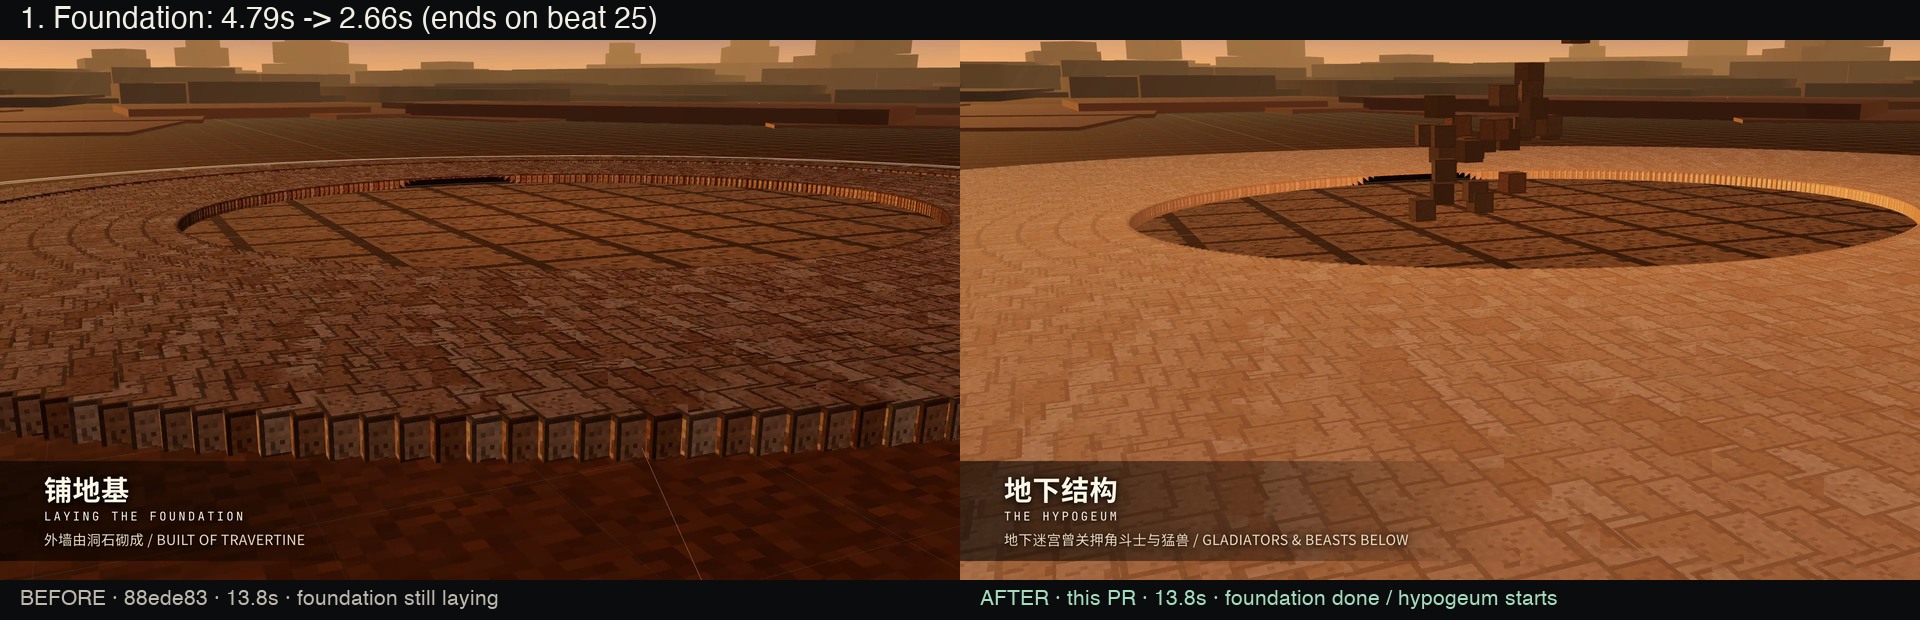 1. Foundation: 4.79s -> 2.66s (ends on beat 25)
铺地基
LAYING THE FOUNDATION
外墙由洞石砌成 / BUILT OF TRAVERTINE
BEFORE · 88ede83 · 13.8s · foundation still laying
地下结构
THE HYPOGEUM
地下迷宫曾关押角斗士与猛兽 / GLADIATORS & BEASTS BELOW
AFTER · this PR · 13.8s · foundation done / hypogeum starts